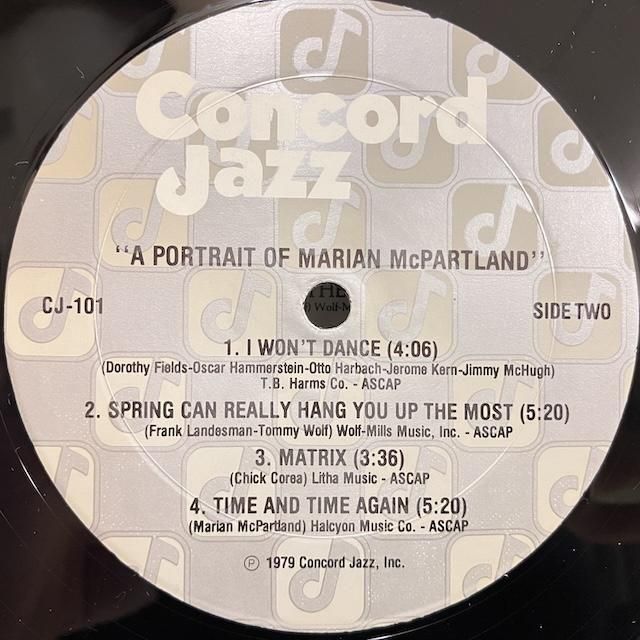 Concord
Jazz
“A PORTRAIT OF MARIAN McPARTLAND”
CJ-101
SIDE TWO
1. I WON'T DANCE (4:06)
(Dorothy Fields-Oscar Hammerstein-Otto Harbach-Jerome Kern-Jimmy McHugh)
T.B. Harms Co. - ASCAP
2. SPRING CAN REALLY HANG YOU UP THE MOST (5:20)
(Frank Landesman-Tommy Wolf) Wolf-Mills Music, Inc. - ASCAP
3. MATRIX (3:36)
(Chick Corea) Litha Music - ASCAP
4. TIME AND TIME AGAIN (5:20)
(Marian McPartland) Halcyon Music Co. - ASCAP
Ⓟ 1979 Concord Jazz, Inc.